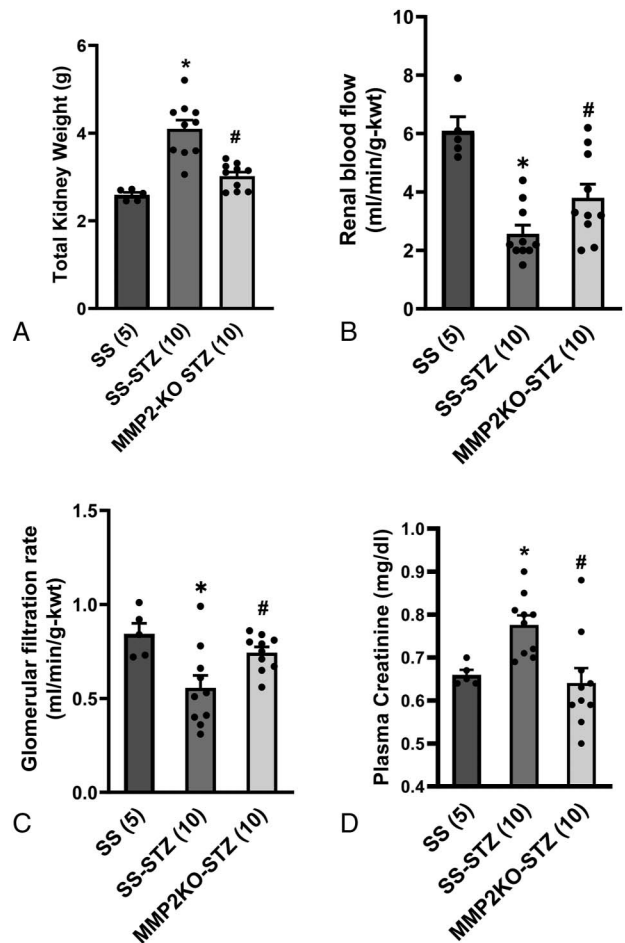 Total Kidney Weight (g)
6
4
2
0
*
#
SS (5)
SS-STZ (10)
MMP2-KO STZ (10)
A
Renal blood flow
(ml/min/g-kwt)
10
8
6
4
2
0
*
#
SS (5)
SS-STZ (10)
MMP2KO-STZ (10)
B
Glomerular filtration rate
(ml/min/g-kwt)
1.5
1.0
0.5
0.0
*
#
SS (5)
SS-STZ (10)
MMP2KO-STZ (10)
C
Plasma Creatinine (mg/dl)
1.0
0.9
0.8
0.7
0.6
0.5
0.4
*
#
SS (5)
SS-STZ (10)
MMP2KO-STZ (10)
D